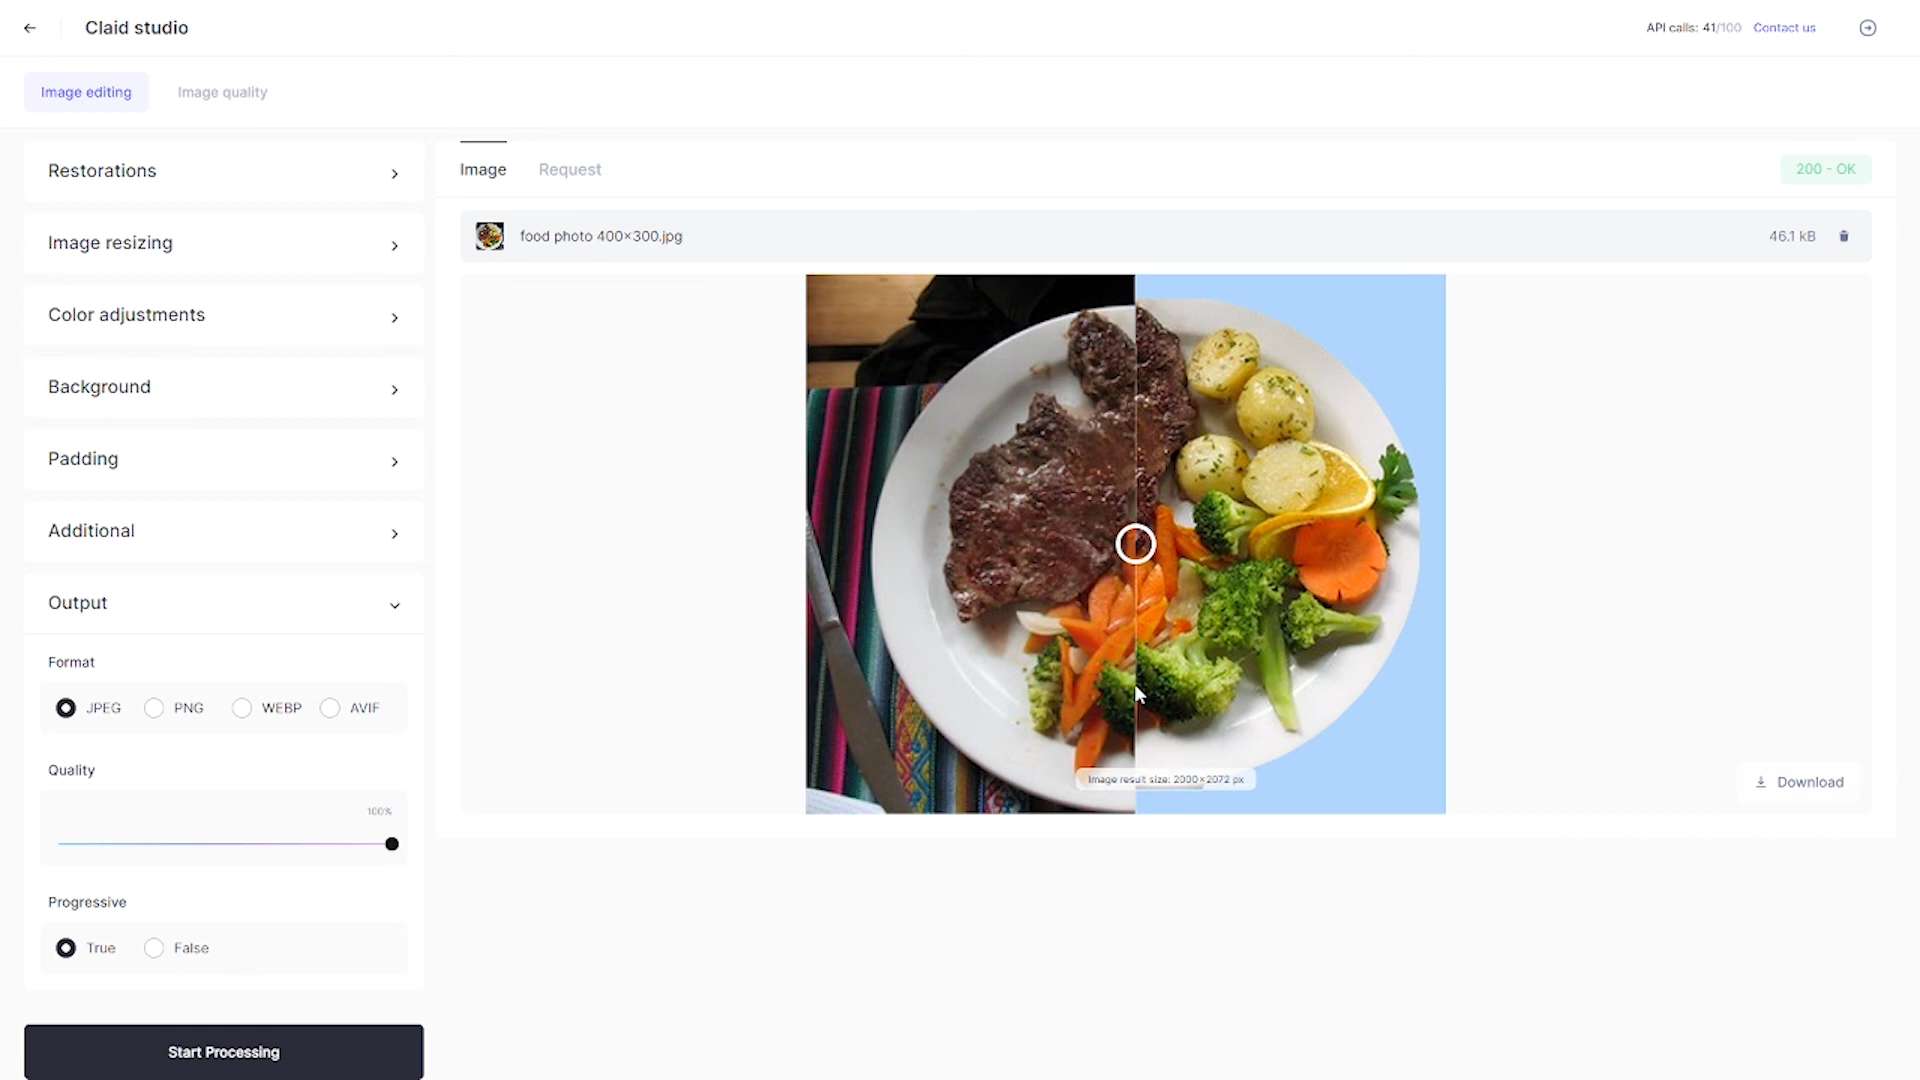 Claid studio
API calls: 41/100 Contact us
Image editing Image quality
Restorations
Image resizing
Color adjustments
Background
Padding
Additional
Output
Format
JPEG PNG WEBP AVIF
Quality
100%
Progressive
True False
Start Processing
Image Request
200 - OK
food photo 400×300.jpg
46.1 kB
Image result size: 2000×2072 px
Download